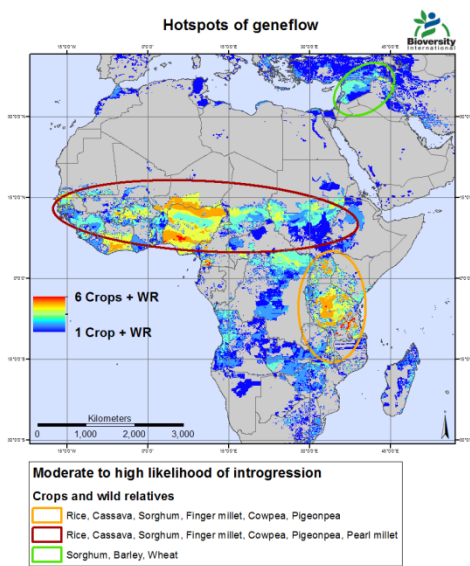 Hotspots of geneflow
Bioversity
International
6 Crops + WR
1 Crop + WR
Kilometers
0 1,000 2,000 3,000
Moderate to high likelihood of introgression
Crops and wild relatives
Rice, Cassava, Sorghum, Finger millet, Cowpea, Pigeonpea
Rice, Cassava, Sorghum, Finger millet, Cowpea, Pigeonpea, Pearl millet
Sorghum, Barley, Wheat